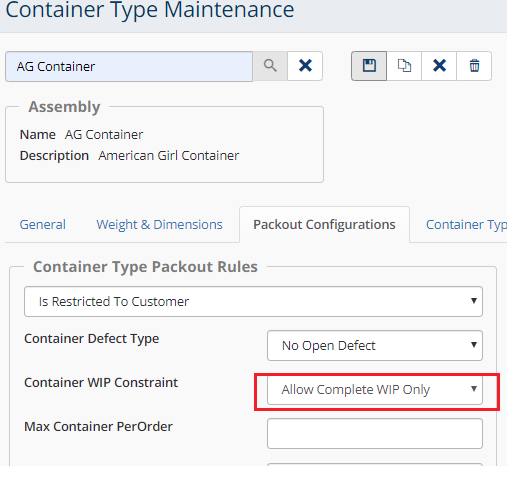 Container Type Maintenance
AG Container
Assembly
Name AG Container
Description American Girl Container
General Weight & Dimensions Packout Configurations Container Typ
Container Type Packout Rules
Is Restricted To Customer
Container Defect Type No Open Defect
Container WIP Constraint Allow Complete WIP Only
Max Container PerOrder